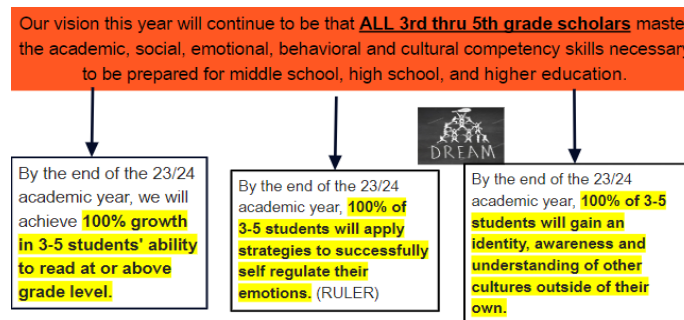 Our vision this year will continue to be that ALL 3rd thru 5th grade scholars maste
the academic, social, emotional, behavioral and cultural competency skills necessary
to be prepared for middle school, high school, and higher education.
DREAM
By the end of the 23/24
academic year, we will
achieve 100% growth
in 3-5 students' ability
to read at or above
grade level.
By the end of the 23/24
academic year, 100% of
3-5 students will apply
strategies to successfully
self regulate their
emotions. (RULER)
By the end of the 23/24
academic year, 100% of 3-5
students will gain an
identity, awareness and
understanding of other
cultures outside of their
own.